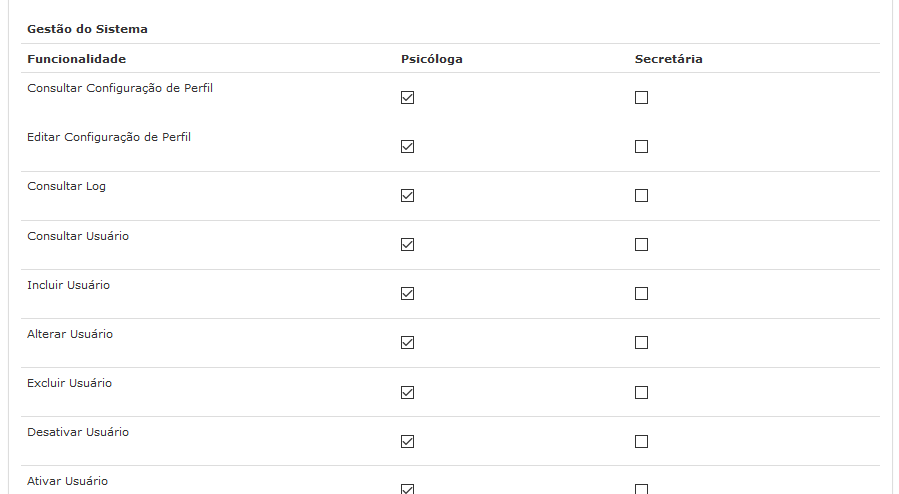 Gestão do Sistema
Funcionalidade Psicóloga Secretária
Consultar Configuração de Perfil
Editar Configuração de Perfil
Consultar Log
Consultar Usuário
Incluir Usuário
Alterar Usuário
Excluir Usuário
Desativar Usuário
Ativar Usuário